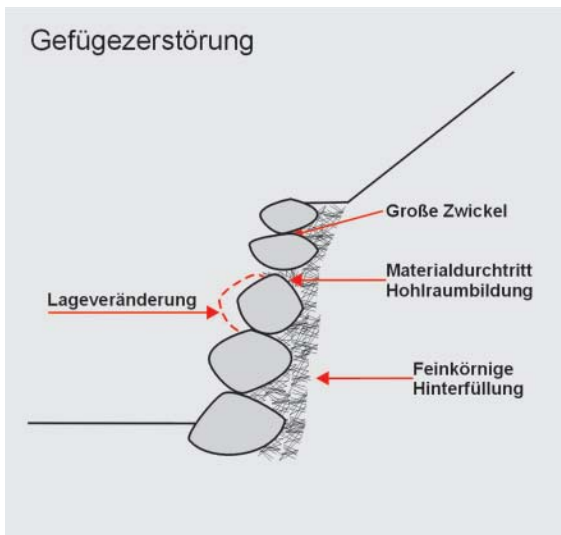 Gefügezerstörung
Große Zwickel
Materialdurchtritt
Hohlraumbildung
Lageveränderung
Feinkörnige
Hinterfüllung